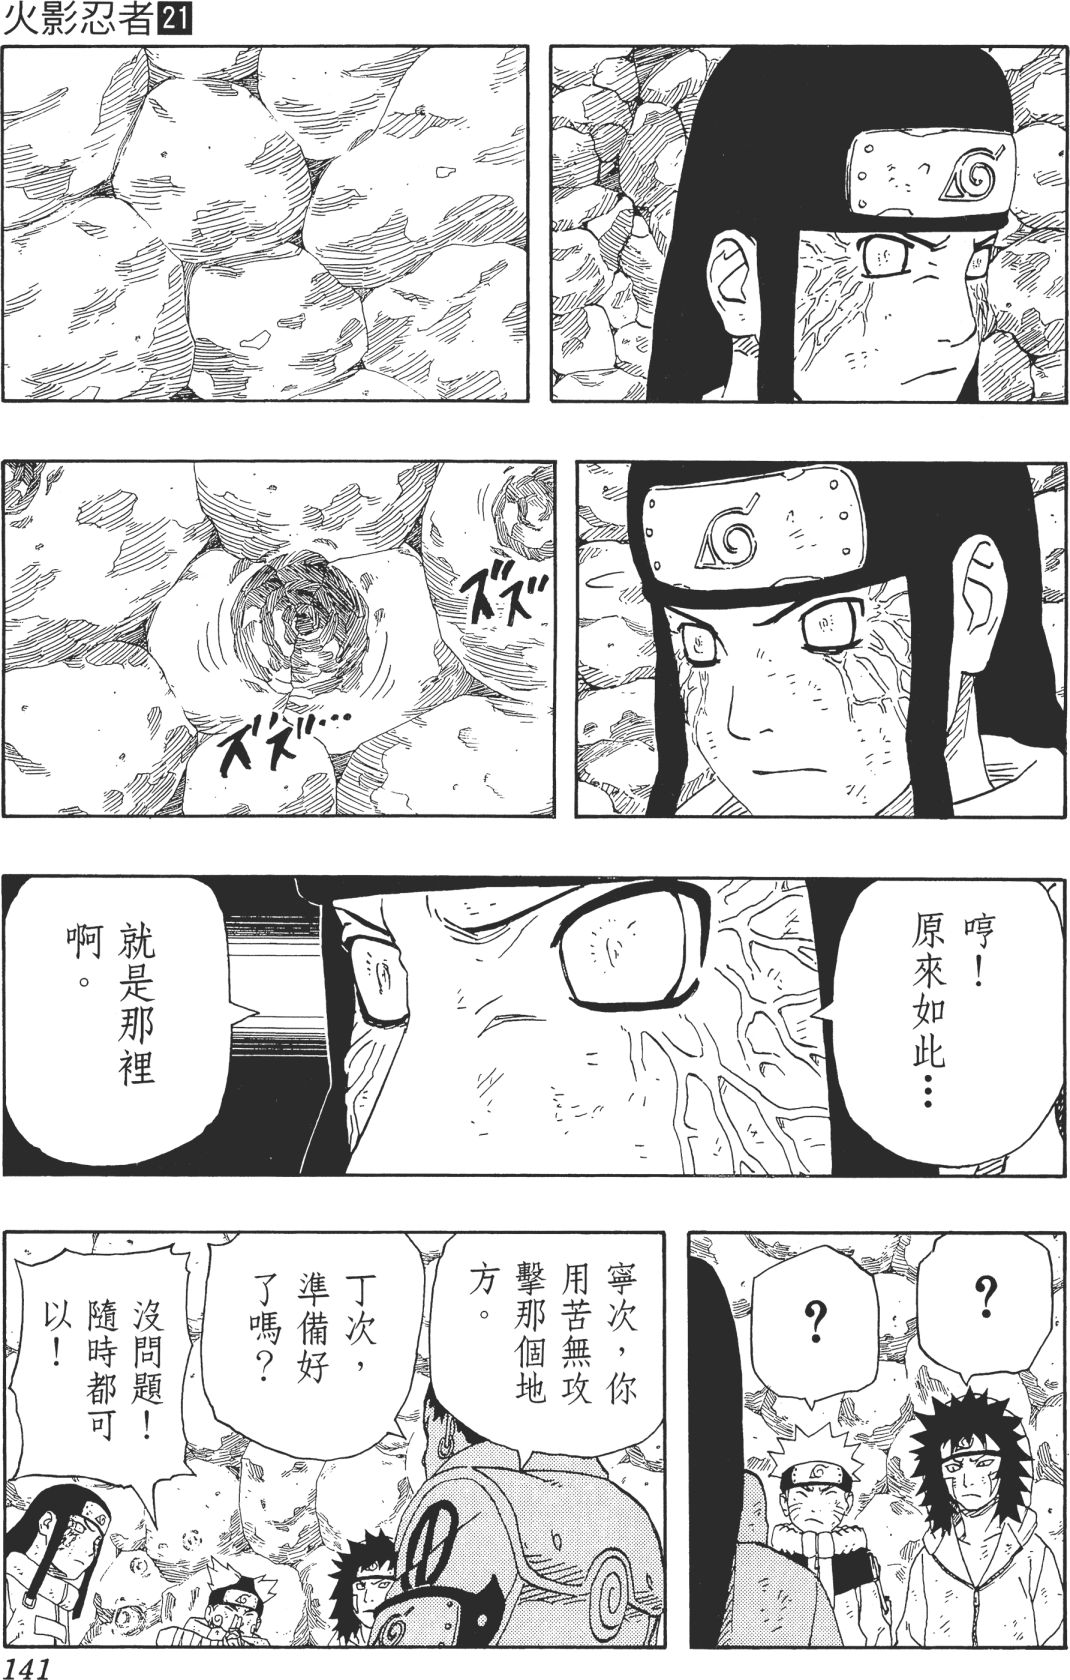 火影忍者21
ズズ
ズズ…
哼！
原來如此…
就是那裡
啊。
？
？
寧次，你
用苦無攻
擊那個地
方。
丁次，
準備好
了嗎？
沒問題！
隨時都可
以！
141